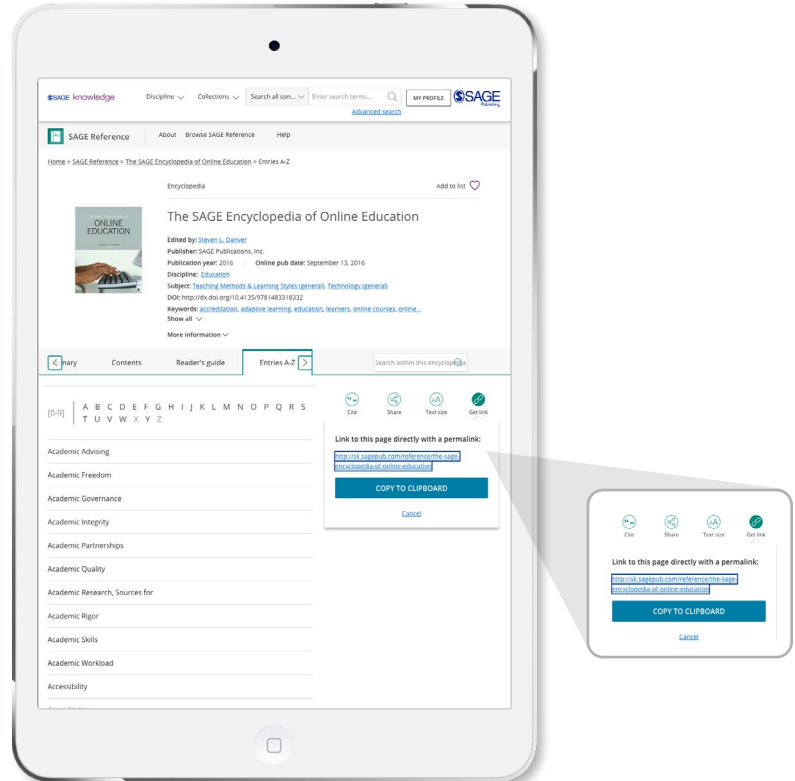 SAGE knowledge
Discipline Collections Search all con... Enter search terms... MY PROFILE SAGE
Publishing
Advanced search
SAGE Reference About Browse SAGE Reference Help
Home > SAGE Reference > The SAGE Encyclopedia of Online Education > Entries A-Z
Encyclopedia Add to list
ONLINE
EDUCATION
The SAGE Encyclopedia of Online Education
Edited by: Steven L. Danver
Publisher: SAGE Publications, Inc.
Publication year: 2016 Online pub date: September 13, 2016
Discipline: Education
Subject: Teaching Methods & Learning Styles (general), Technology (general)
DOI: http://dx.doi.org/10.4135/9781483318332
Keywords: accreditation, adaptive learning, education, learners, online courses, online...
Show all
More information
mary Contents Reader's guide Entries A-Z Search within this encyclopedia
[0-9] A B C D E F G H I J K L M N O P Q R S
T U V W X Y Z
Cite Share Text size Get link
Link to this page directly with a permalink:
http://sk.sagepub.com/reference/the-sage-
encyclopedia-of-online-education
COPY TO CLIPBOARD
Cancel
Academic Advising
Academic Freedom
Academic Governance
Academic Integrity
Academic Partnerships
Academic Quality
Academic Research, Sources for
Academic Rigor
Academic Skills
Academic Workload
Accessibility
Cite Share Text size Get link
Link to this page directly with a permalink:
http://sk.sagepub.com/reference/the-sage-
encyclopedia-of-online-education
COPY TO CLIPBOARD
Cancel